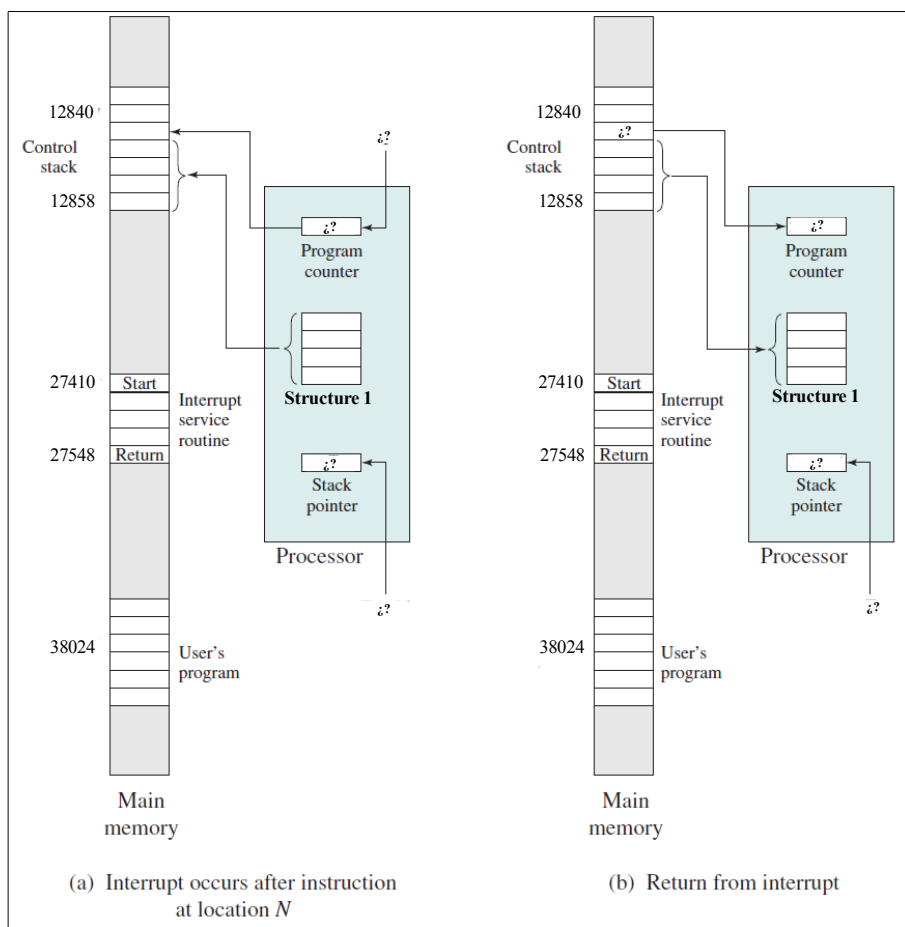 12840
¿?
Control
stack
12858
¿?
Program
counter
27410
Start
Structure 1
Interrupt
service
routine
27548
Return
¿?
Stack
pointer
Processor
¿?
38024
User's
program
Main
memory
(a) Interrupt occurs after instruction
at location N
12840
¿?
Control
stack
12858
¿?
Program
counter
27410
Start
Structure 1
Interrupt
service
routine
27548
Return
¿?
Stack
pointer
Processor
¿?
38024
User's
program
Main
memory
(b) Return from interrupt